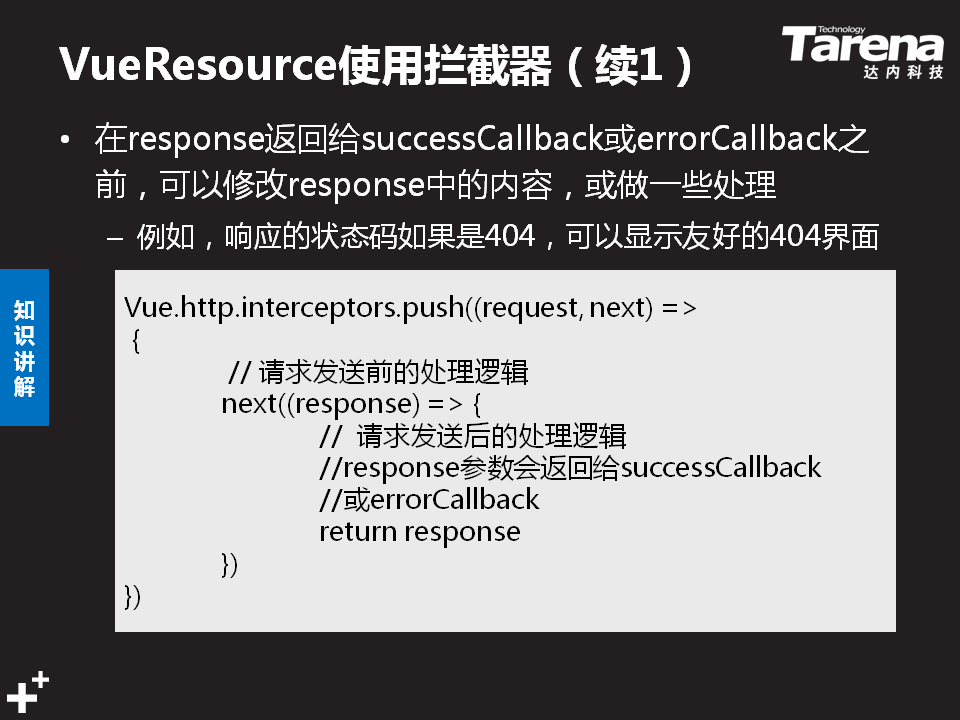 VueResource使用拦截器（续1）
Technology
Tarena
达内科技
• 在response返回给successCallback或errorCallback之
前，可以修改response中的内容，或做一些处理
– 例如，响应的状态码如果是404，可以显示友好的404界面
知
识
讲
解
Vue.http.interceptors.push((request, next) =>
{
// 请求发送前的处理逻辑
next((response) => {
// 请求发送后的处理逻辑
//response参数会返回给successCallback
//或errorCallback
return response
})
})